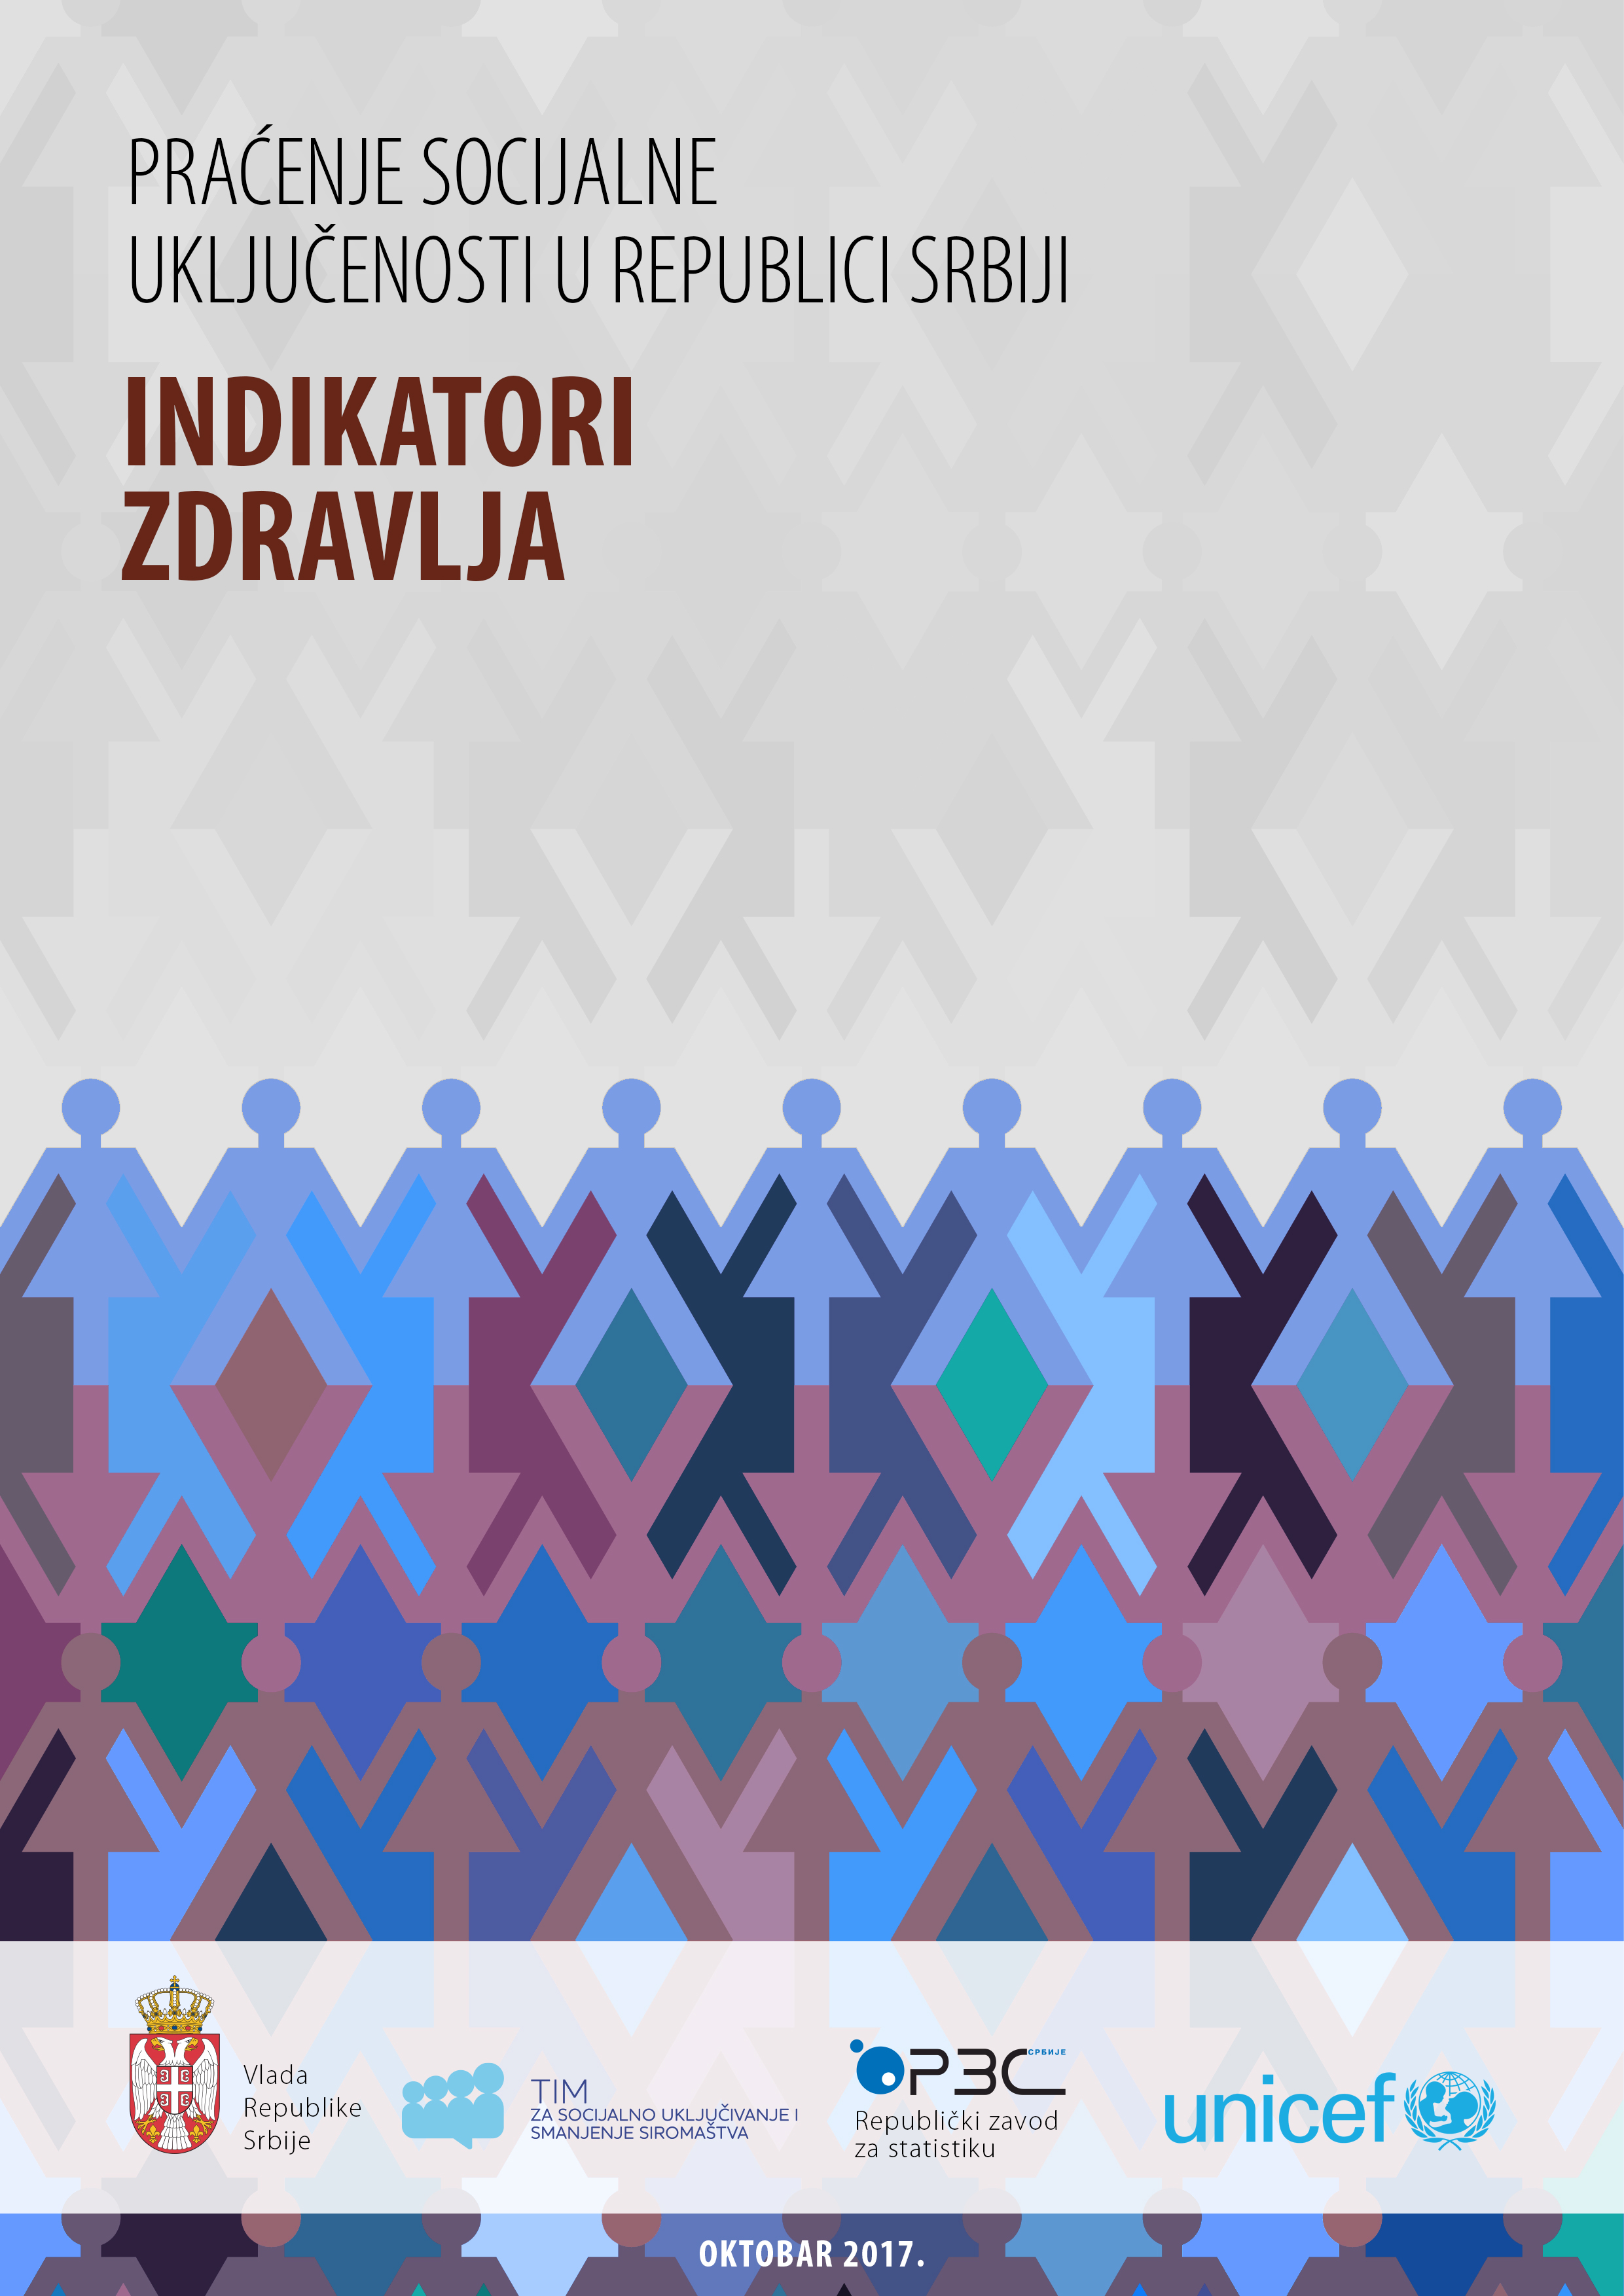 PRAĆENJE SOCIJALNE
UKLJUČENOSTI U REPUBLICI SRBIJI
INDIKATORI
ZDRAVLJA
Vlada
Republike
Srbije
TIM
ZA SOCIJALNO UKLJUČIVANJE I
SMANJENJE SIROMAŠTVA
РЗС СРБИЈЕ
Republički zavod
za statistiku
unicef
OKTOBAR 2017.